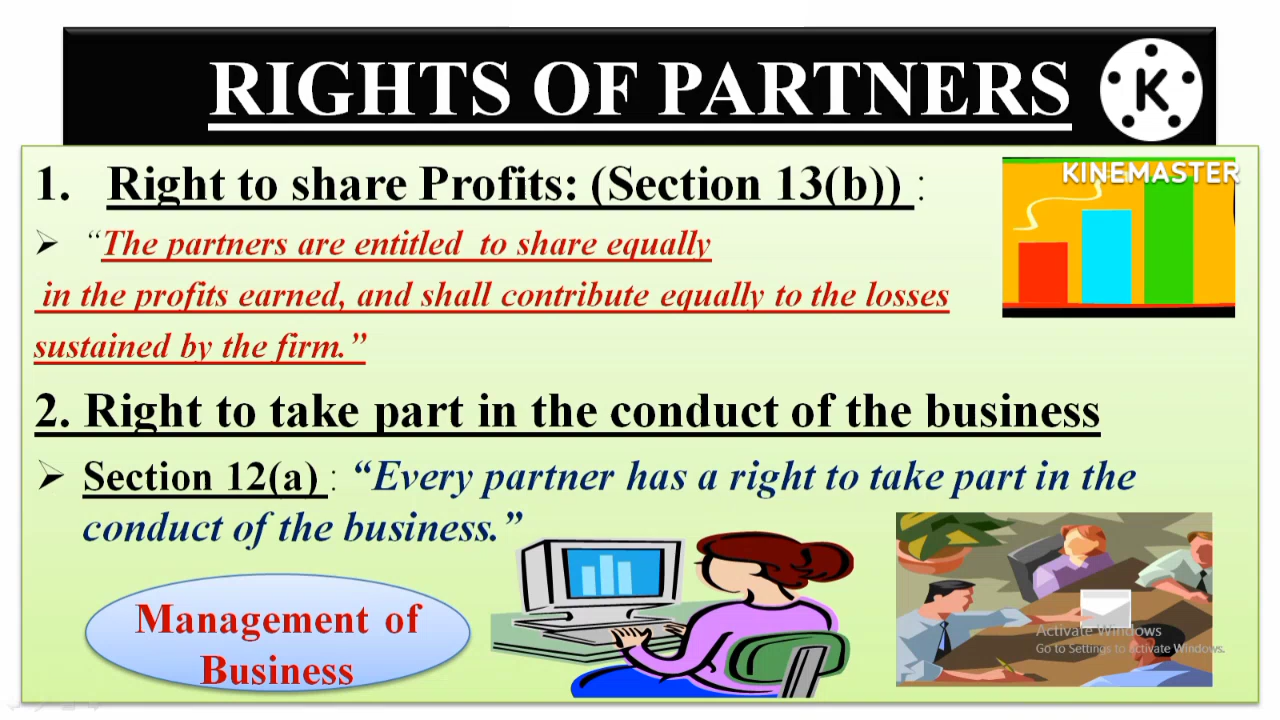 RIGHTS OF PARTNERS
K
KINEMASTER
1. Right to share Profits: (Section 13(b)) :
➢ “The partners are entitled to share equally
in the profits earned, and shall contribute equally to the losses
sustained by the firm.”
2. Right to take part in the conduct of the business
➢ Section 12(a) : “Every partner has a right to take part in the
conduct of the business.”
Management of
Business
Activate Windows
Go to Settings to activate Windows.